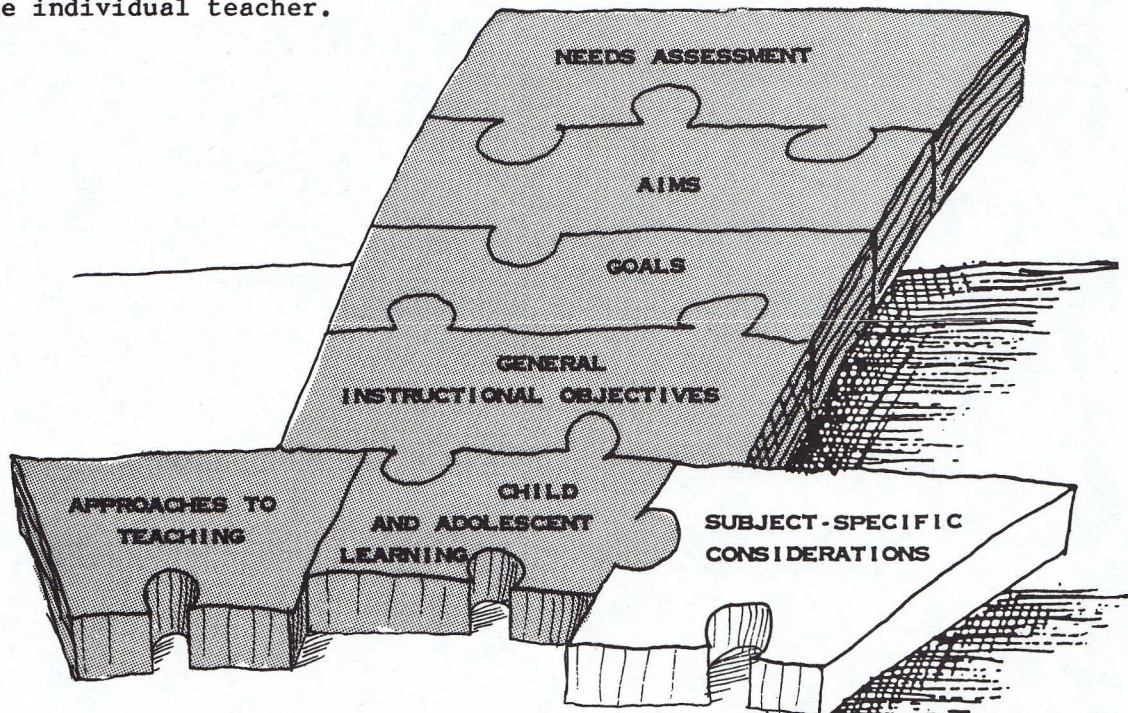 e individual teacher.
NEEDS ASSESSMENT
AIMS
GOALS
GENERAL
INSTRUCTIONAL OBJECTIVES
APPROACHES TO
TEACHING
CHILD
AND ADOLESCENT
LEARNING
SUBJECT-SPECIFIC
CONSIDERATIONS